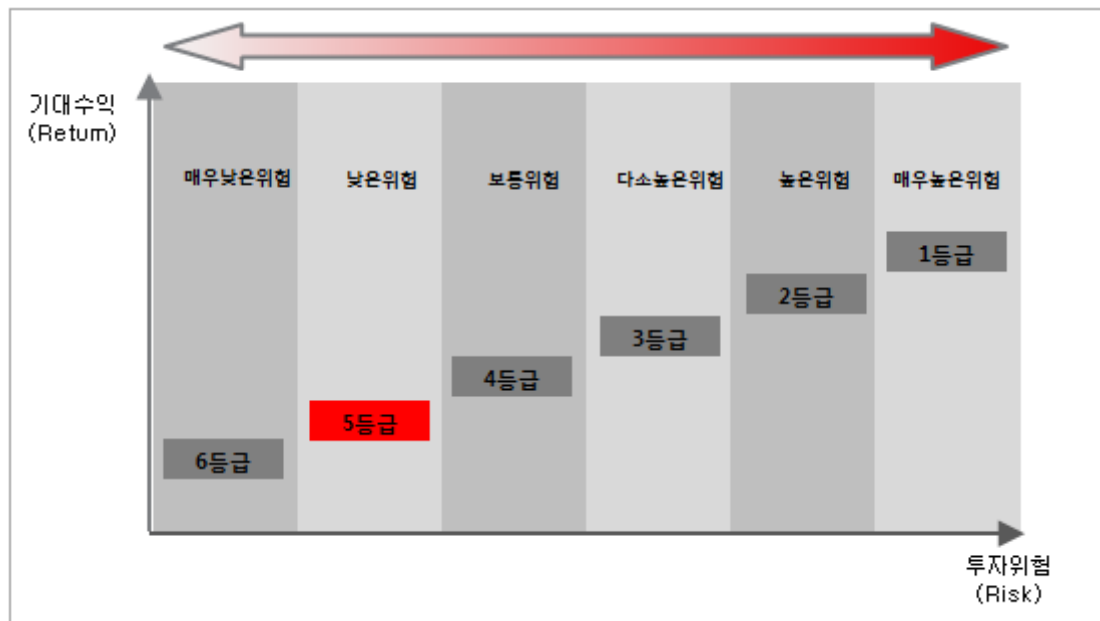 기대수익
(Return)
매우낮은위험
낮은위험
보통위험
다소높은위험
높은위험
매우높은위험
1등급
2등급
3등급
4등급
5등급
6등급
투자위험
(Risk)